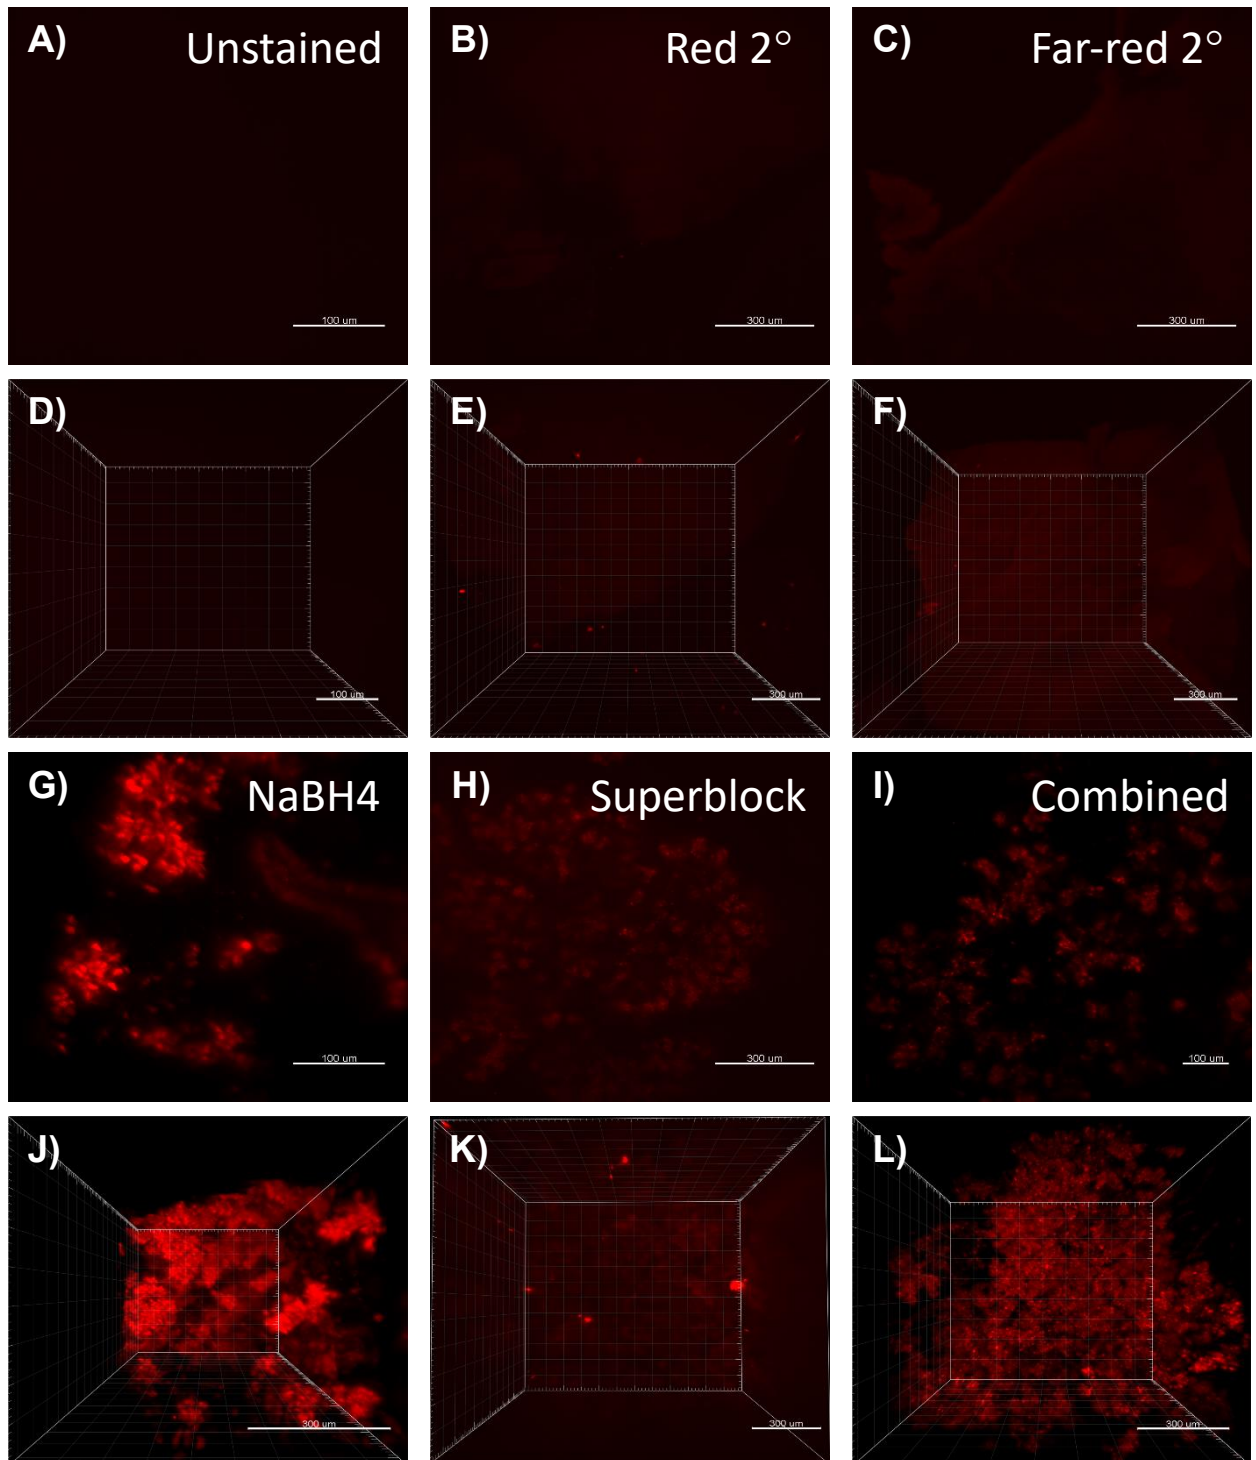 A) Unstained
100 um
B) Red 2°
300 um
C) Far-red 2°
300 um
D)
100 um
E)
300 um
F)
300 um
G) NaBH4
100 um
H) Superblock
300 um
I) Combined
100 um
J)
300 um
K)
300 um
L)
300 um